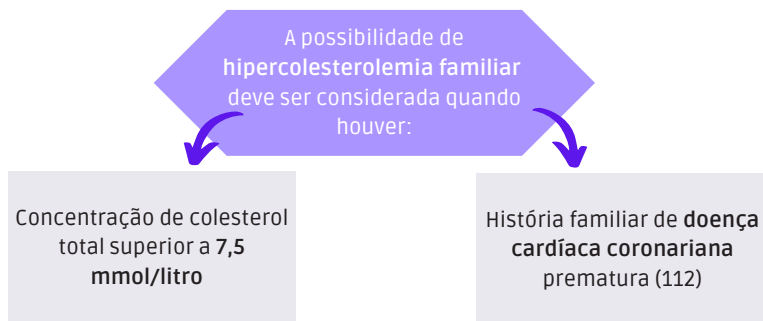 A possibilidade de
hipercolesterolemia familiar
deve ser considerada quando
houver:
Concentração de colesterol
total superior a 7,5
mmol/litro
História familiar de doença
cardíaca coronariana
prematura (112)